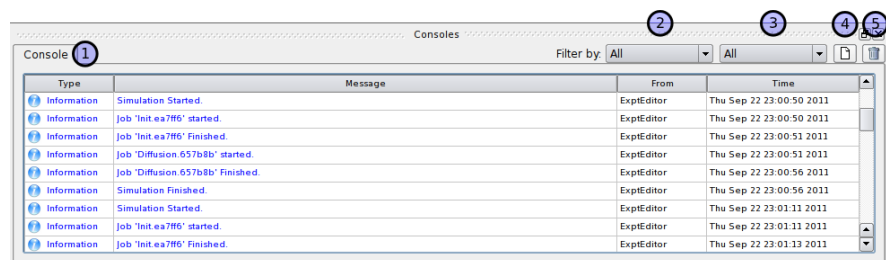 Consoles
2 3 4 5
Console 1 Filter by: All All
Type Message From Time
Information Simulation Started. ExptEditor Thu Sep 22 23:00:50 2011
Information Job 'Init.ea7ff6' started. ExptEditor Thu Sep 22 23:00:50 2011
Information Job 'Init.ea7ff6' Finished. ExptEditor Thu Sep 22 23:00:51 2011
Information Job 'Diffusion.657b8b' started. ExptEditor Thu Sep 22 23:00:51 2011
Information Job 'Diffusion.657b8b' Finished. ExptEditor Thu Sep 22 23:00:56 2011
Information Simulation Finished. ExptEditor Thu Sep 22 23:00:56 2011
Information Simulation Started. ExptEditor Thu Sep 22 23:01:11 2011
Information Job 'Init.ea7ff6' started. ExptEditor Thu Sep 22 23:01:11 2011
Information Job 'Init.ea7ff6' Finished. ExptEditor Thu Sep 22 23:01:13 2011